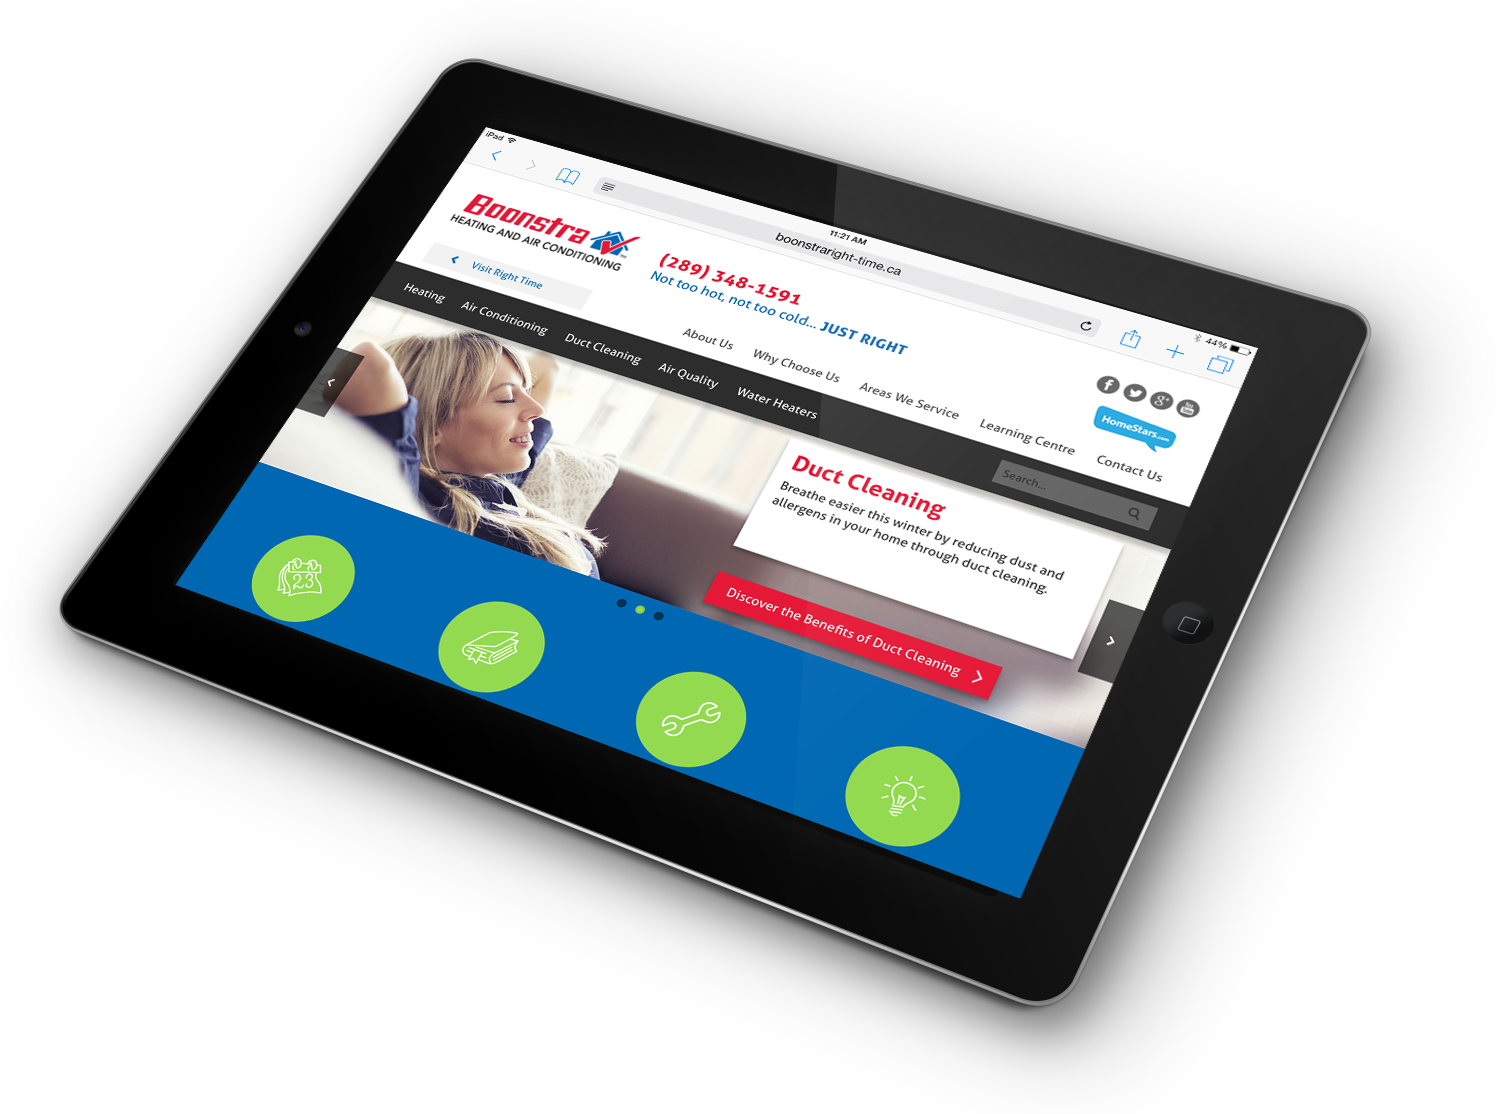 iPad
11:21 AM
44%
boonstraright-time.ca
Boonstra
HEATING AND AIR CONDITIONING
Visit Right Time
(289) 348-1591
Not too hot, not too cold... JUST RIGHT
HomeStars.com
About Us
Why Choose Us
Areas We Service
Learning Centre
Contact Us
Heating
Air Conditioning
Duct Cleaning
Air Quality
Water Heaters
Search...
Duct Cleaning
Breathe easier this winter by reducing dust and
allergens in your home through duct cleaning.
Discover the Benefits of Duct Cleaning
23